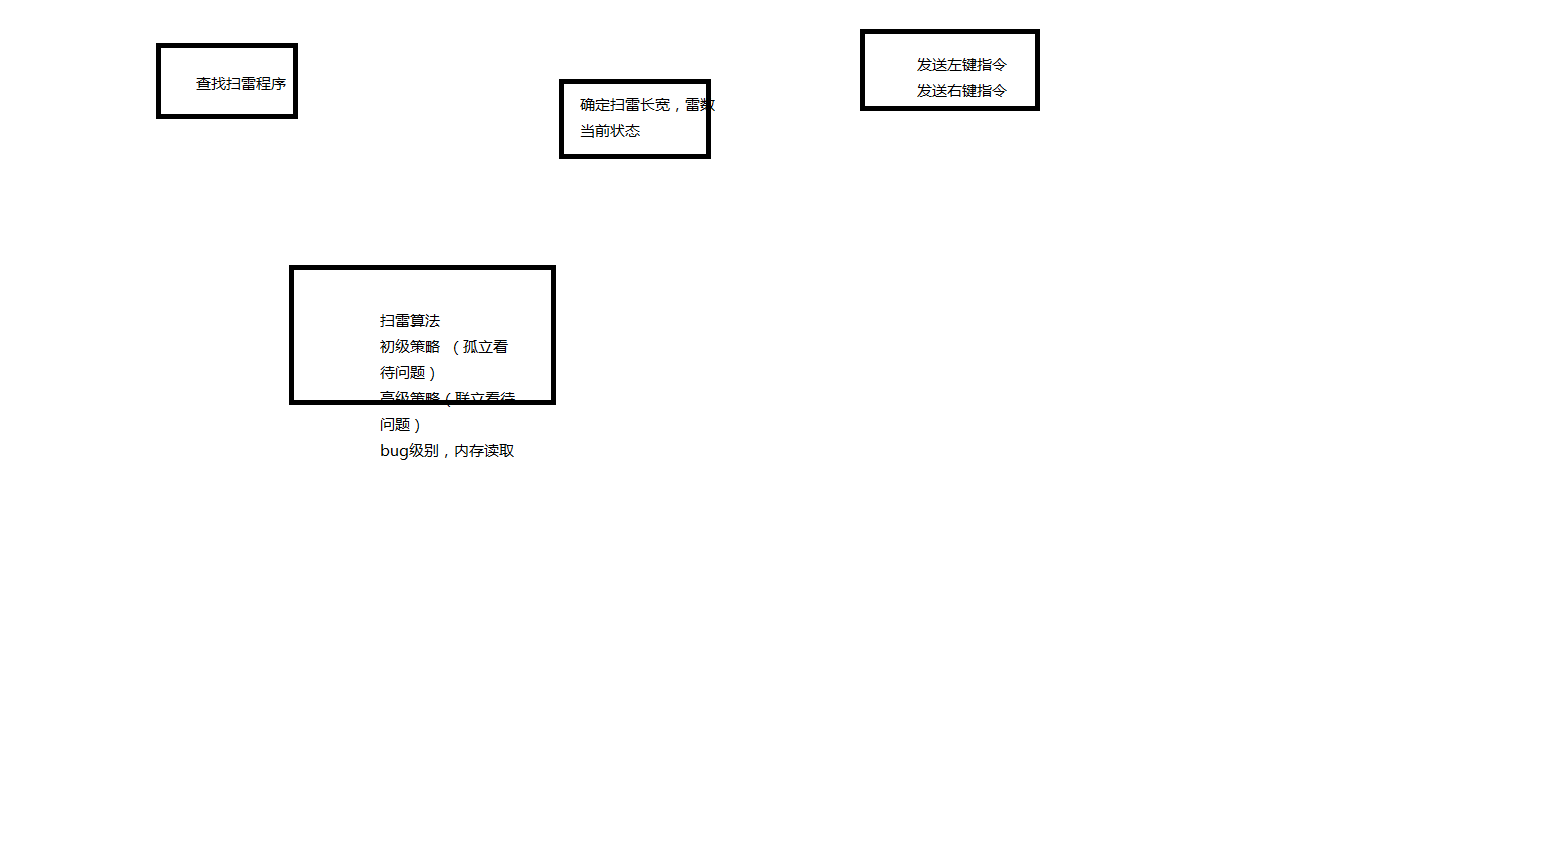 查找扫雷程序
确定扫雷长宽，雷数
当前状态
发送左键指令
发送右键指令
扫雷算法
初级策略 （孤立看
待问题）
高级策略（联立看待
问题）
bug级别，内存读取